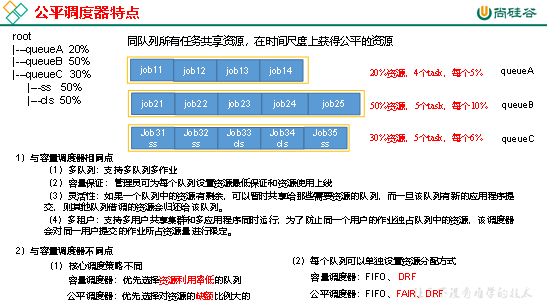 公平调度器特点
尚硅谷
root
|---queueA 20%
|---queueB 50%
|---queueC 30%
|---ss 50%
|---cls 50%
同队列所有任务共享资源，在时间尺度上获得公平的资源
job11 job12 job13 job14
20%资源，4个task，每个5% queueA
job21 job22 job23 job24 job25
50%资源，5个task，每个10% queueB
Job31 Job32 Job33 Job34 Job35
ss ss cls cls ss
30%资源，5个task，每个6% queueC
1）与容量调度器相同点
（1）多队列：支持多队列多作业
（2）容量保证：管理员可为每个队列设置资源最低保证和资源使用上线
（3）灵活性：如果一个队列中的资源有剩余，可以暂时共享给那些需要资源的队列，而一旦该队列有新的应用程序提
交，则其他队列借调的资源会归还给该队列。
（4）多租户：支持多用户共享集群和多应用程序同时运行；为了防止同一个用户的作业独占队列中的资源，该调度器
会对同一用户提交的作业所占资源量进行限定。
2）与容量调度器不同点
（1）核心调度策略不同
容量调度器：优先选择资源利用率低的队列
公平调度器：优先选择对资源的缺额比例大的
（2）每个队列可以单独设置资源分配方式
容量调度器：FIFO、DRF
公平调度器：FIFO、FAIR、DRF